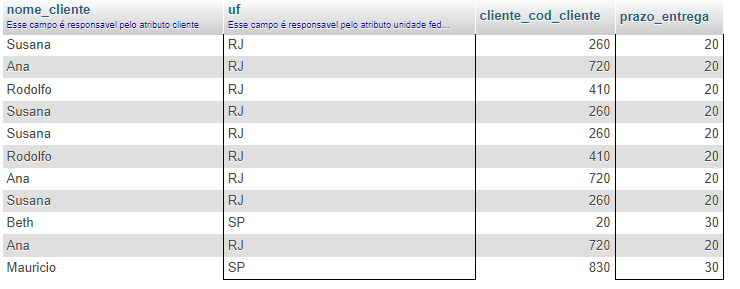 nome_cliente uf cliente_cod_cliente prazo_entrega
Esse campo é responsavel pelo atributo cliente Esse campo é responsavel pelo atributo unidade fed...
Susana RJ 260 20
Ana RJ 720 20
Rodolfo RJ 410 20
Susana RJ 260 20
Susana RJ 260 20
Rodolfo RJ 410 20
Ana RJ 720 20
Susana RJ 260 20
Beth SP 20 30
Ana RJ 720 20
Mauricio SP 830 30